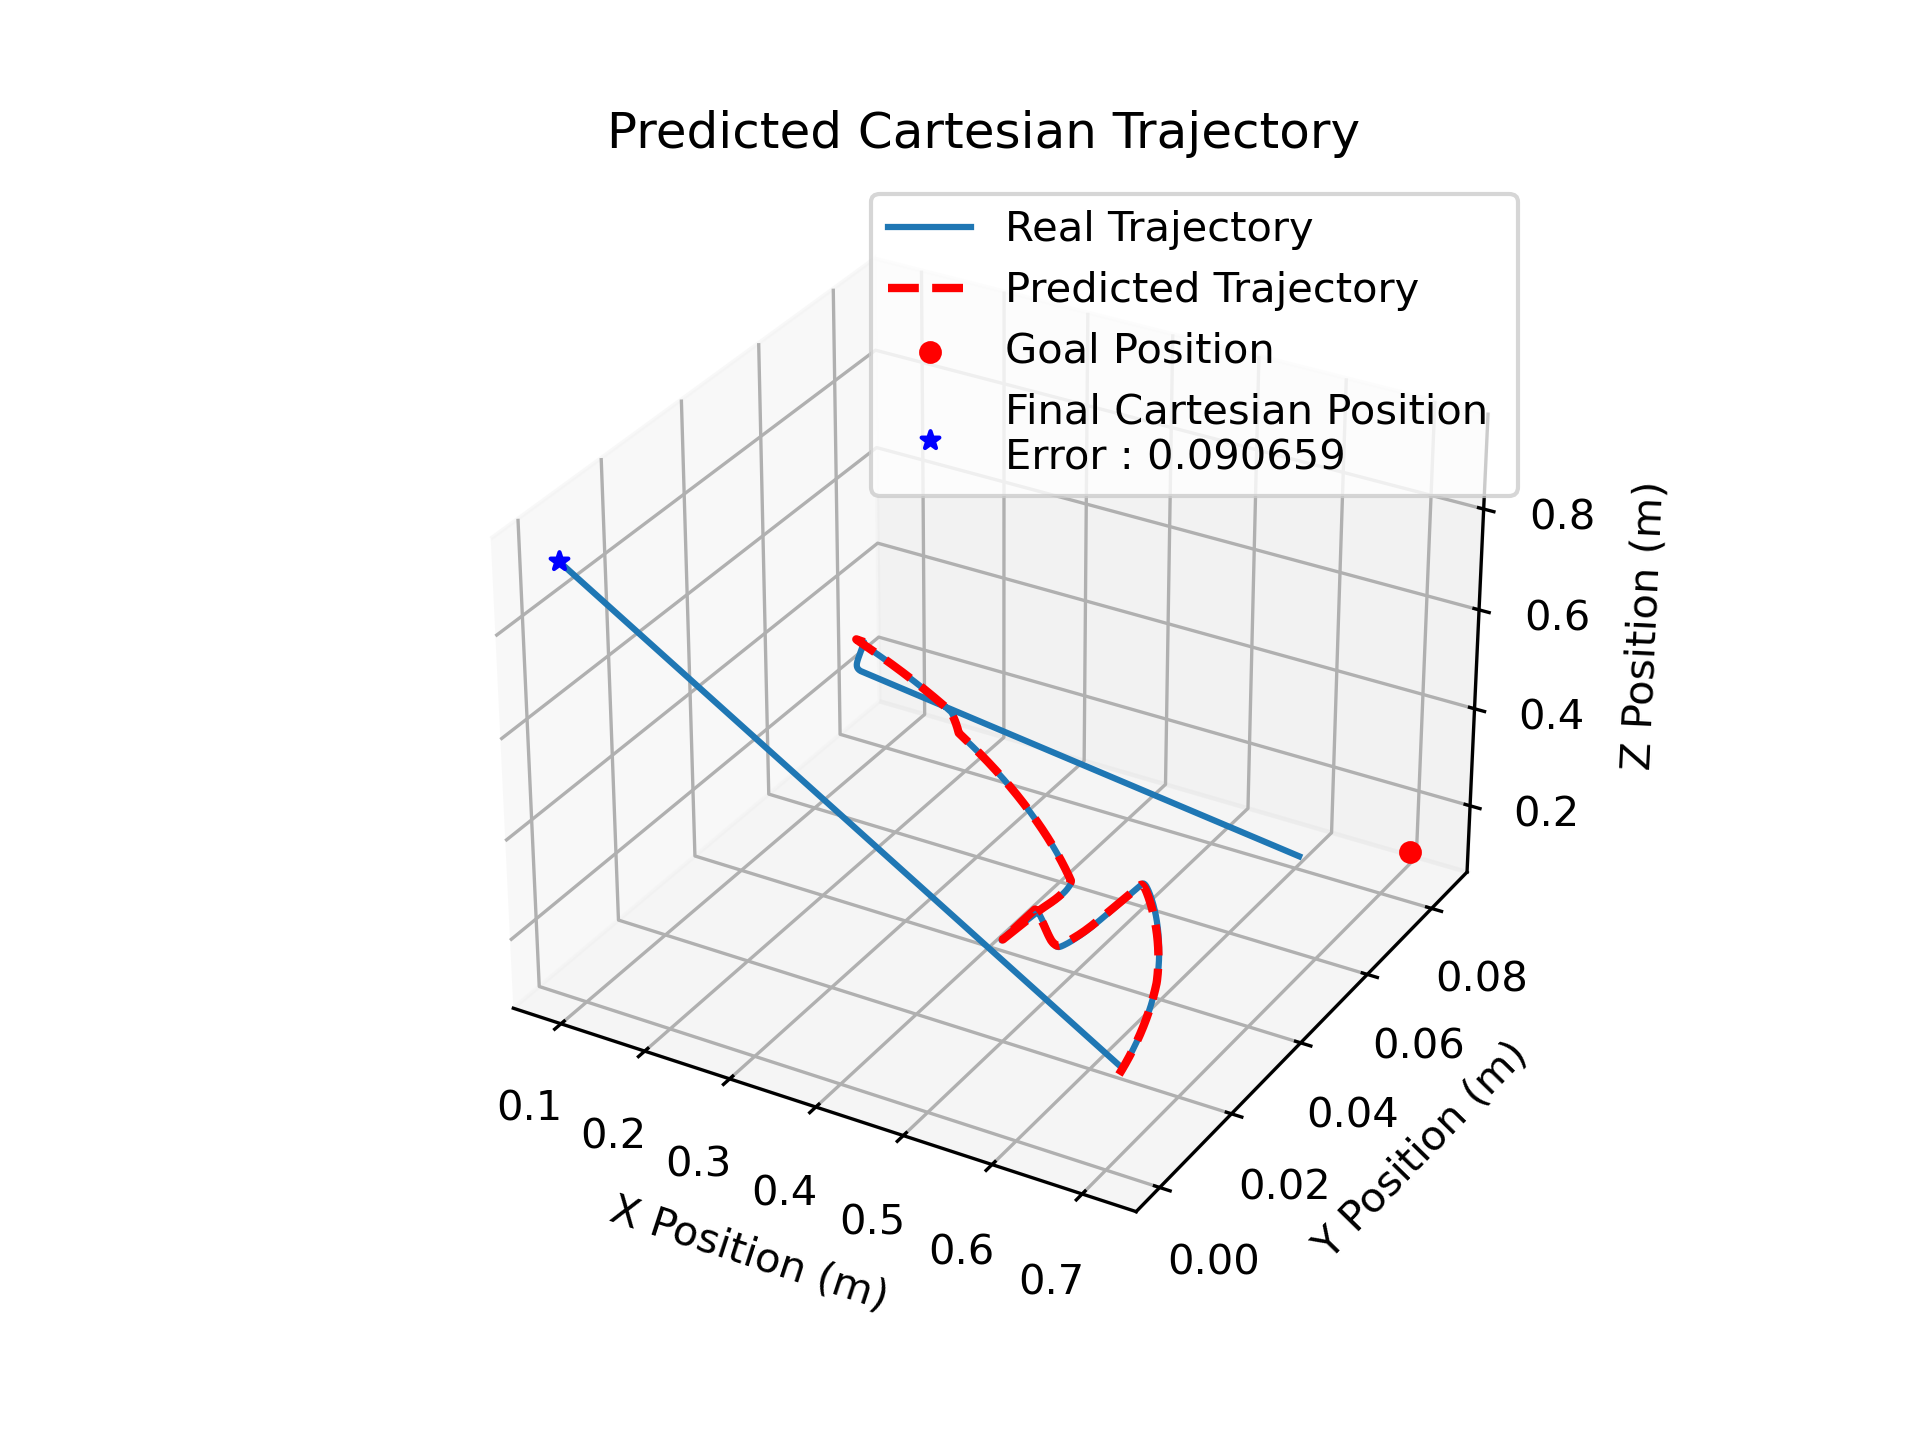 Predicted Cartesian Trajectory
Real Trajectory
Predicted Trajectory
Goal Position
Final Cartesian Position
Error : 0.090659
0.8
0.6
0.4
0.2
Z Position (m)
0.08
0.06
0.04
0.02
0.00
Y Position (m)
0.1
0.2
0.3
0.4
0.5
0.6
0.7
X Position (m)